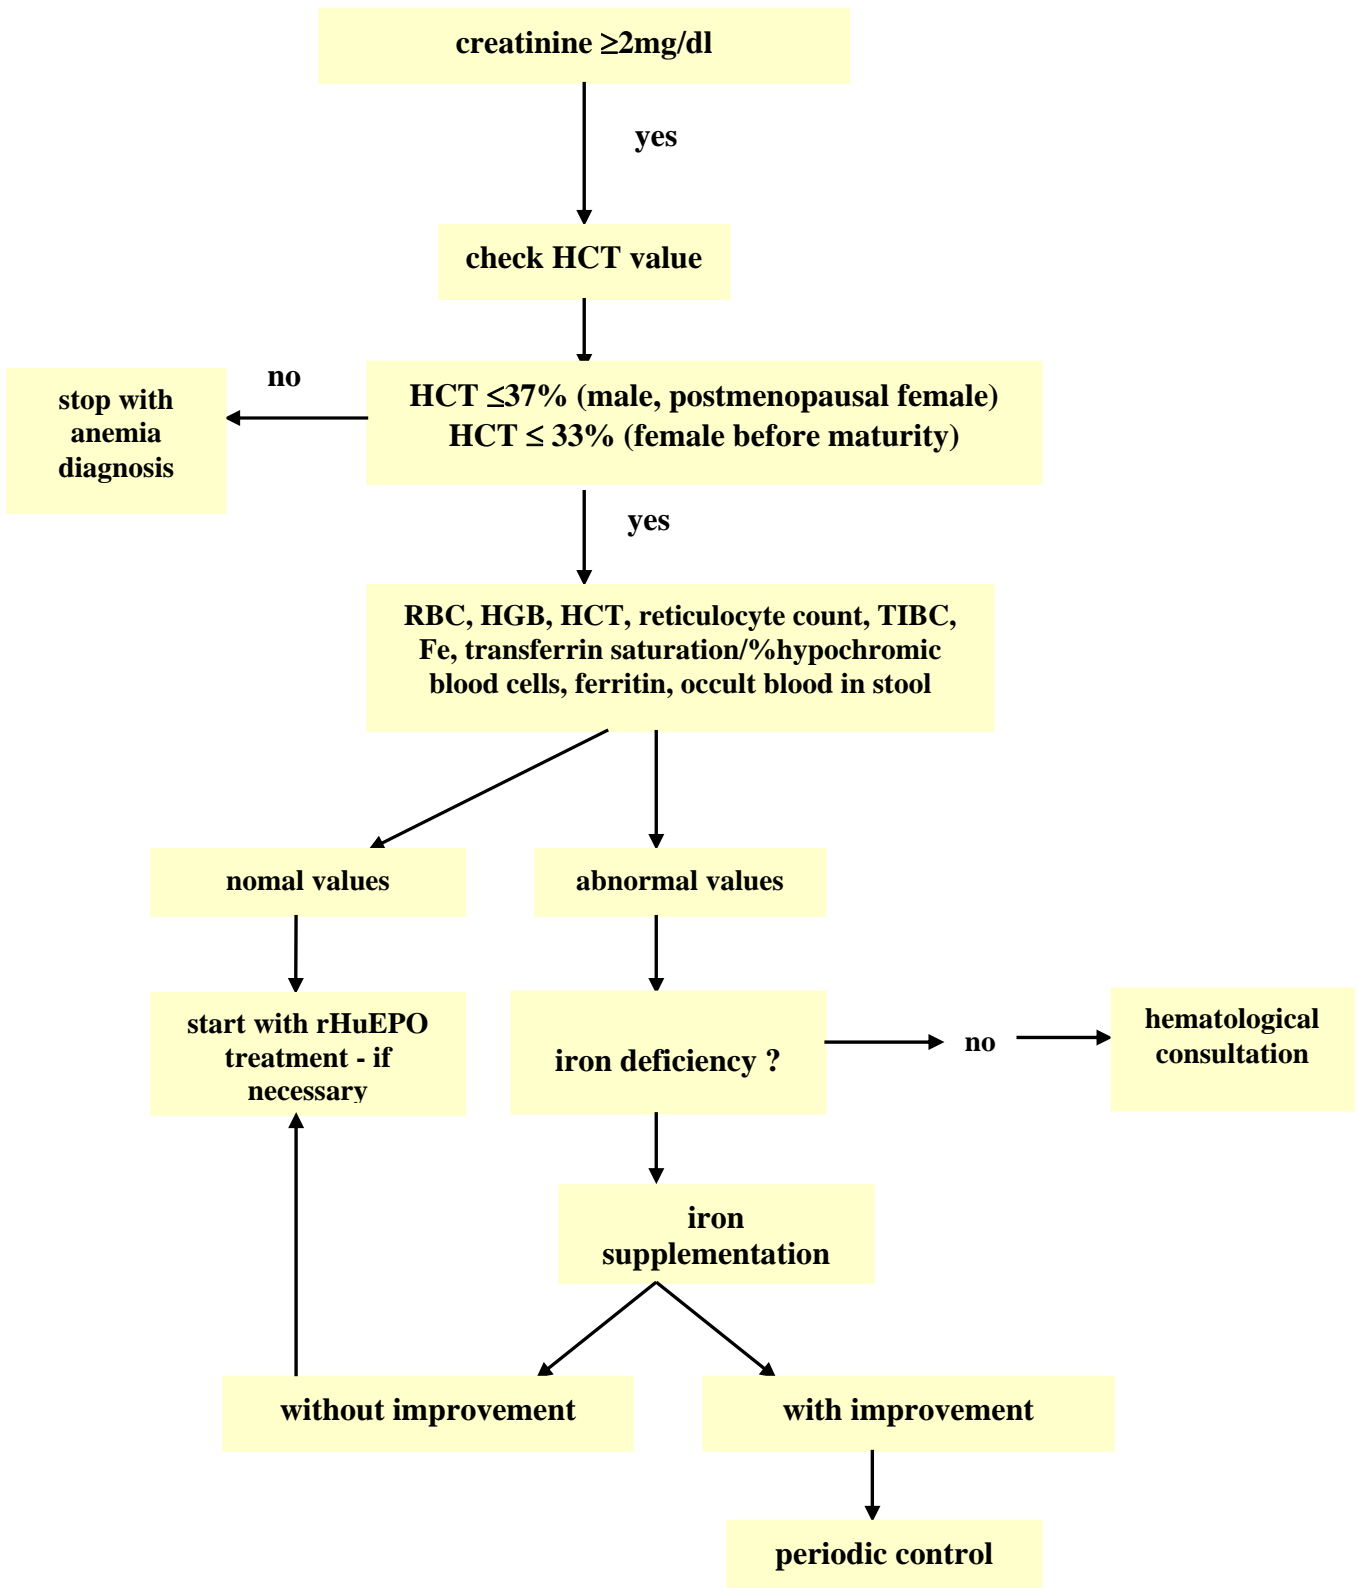 creatinine ≥2mg/dl
yes
check HCT value
no
stop with
anemia
diagnosis
HCT ≤37% (male, postmenopausal female)
HCT ≤ 33% (female before maturity)
yes
RBC, HGB, HCT, reticulocyte count, TIBC,
Fe, transferrin saturation/%hypochromic
blood cells, ferritin, occult blood in stool
nomal values
abnormal values
start with rHuEPO
treatment - if
necessary
iron deficiency ?
no
hematological
consultation
iron
supplementation
without improvement
with improvement
periodic control